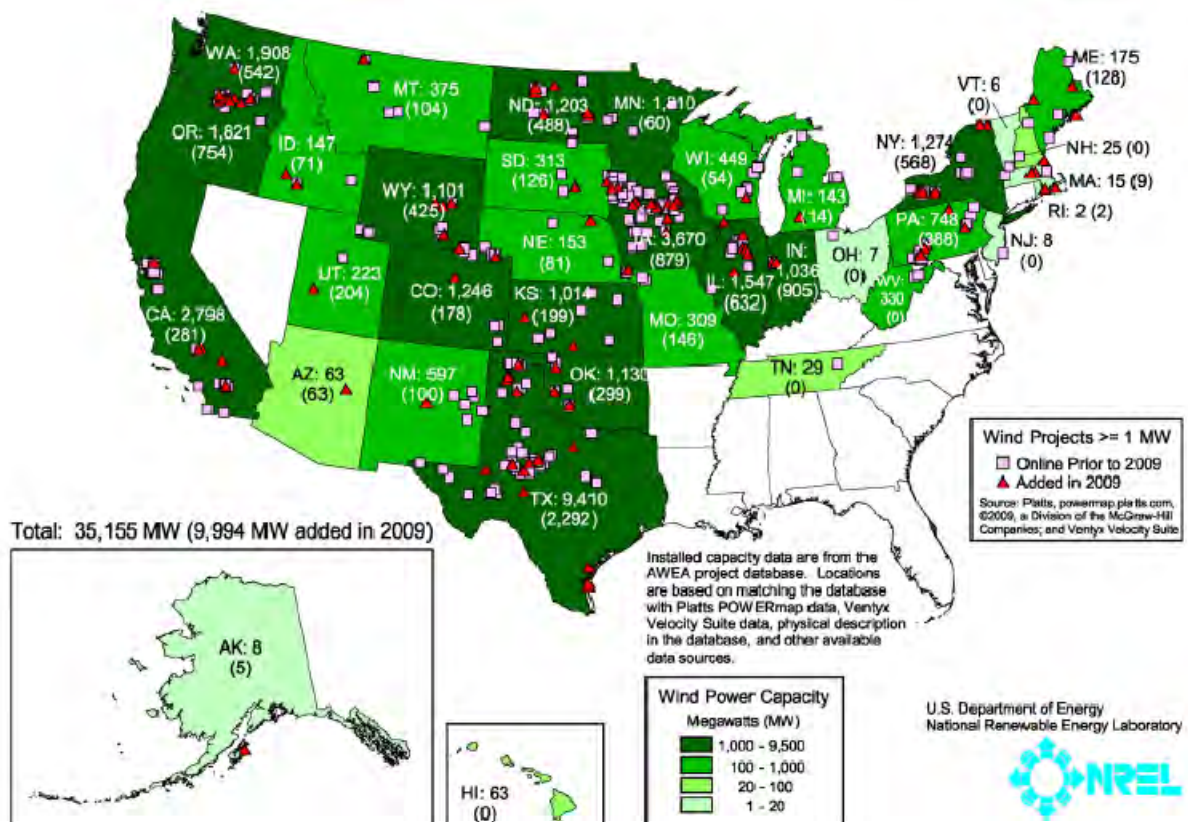 WA: 1,908
(542)
MT: 375
(104)
ND: 1,203
(488)
MN: 1,810
(60)
VT: 6
(0)
ME: 175
(128)
OR: 1,821
(754)
ID: 147
(71)
SD: 313
(126)
WI: 449
(54)
NY: 1,274
(568)
NH: 25 (0)
WY: 1,101
(425)
MI: 143
(14)
MA: 15 (9)
RI: 2 (2)
NE: 153
(81)
IA: 3,670
(879)
PA: 748
(388)
NJ: 8
(0)
UT: 223
(204)
CO: 1,246
(178)
KS: 1,014
(199)
IL: 1,547
(632)
IN:
1,036
(905)
OH: 7
(0)
WV:
330
(0)
CA: 2,798
(281)
MO: 309
(146)
AZ: 63
(63)
NM: 597
(100)
OK: 1,130
(299)
TN: 29
(0)
TX: 9,410
(2,292)
Wind Projects >= 1 MW
Online Prior to 2009
Added in 2009
Source: Platts, powermap.platts.com,
©2009, a Division of the McGraw-Hill
Companies; and Ventyx Velocity Suite
Total: 35,155 MW (9,994 MW added in 2009)
Installed capacity data are from the
AWEA project database. Locations
are based on matching the database
with Platts POWERmap data, Ventyx
Velocity Suite data, physical description
in the database, and other available
data sources.
AK: 8
(5)
HI: 63
(0)
Wind Power Capacity
Megawatts (MW)
1,000 - 9,500
100 - 1,000
20 - 100
1 - 20
U.S. Department of Energy
National Renewable Energy Laboratory
NREL